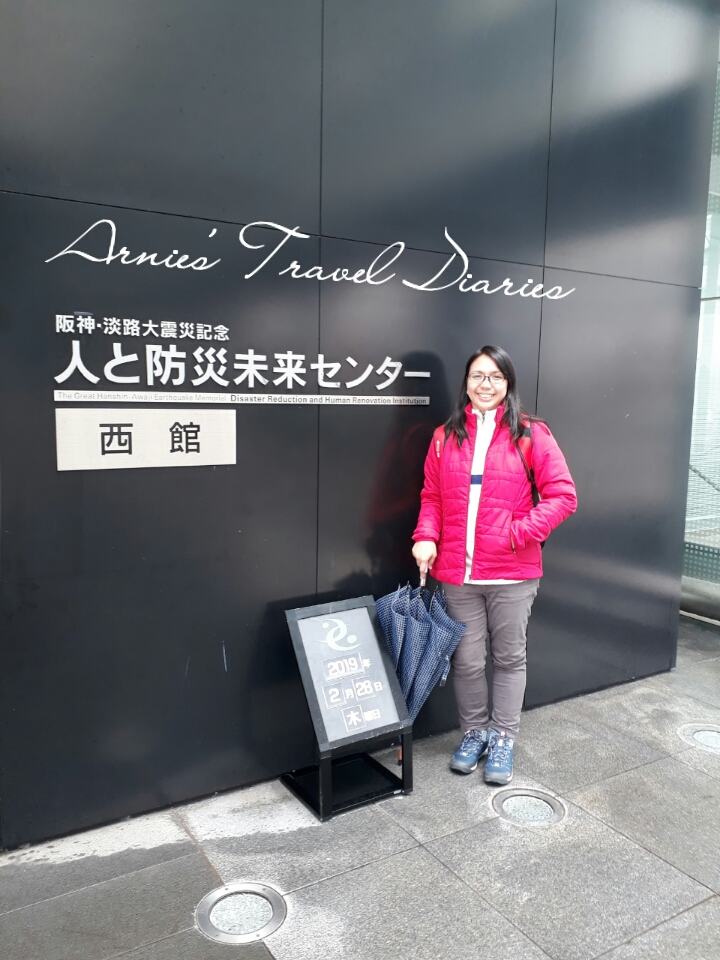 Arnies' Travel Diaries
阪神・淡路大震災記念
人と防災未来センター
The Great Hanshin-Awaji Earthquake Memorial Disaster Reduction and Human Renovation Institution
西館
2019年
2月28日
木曜日